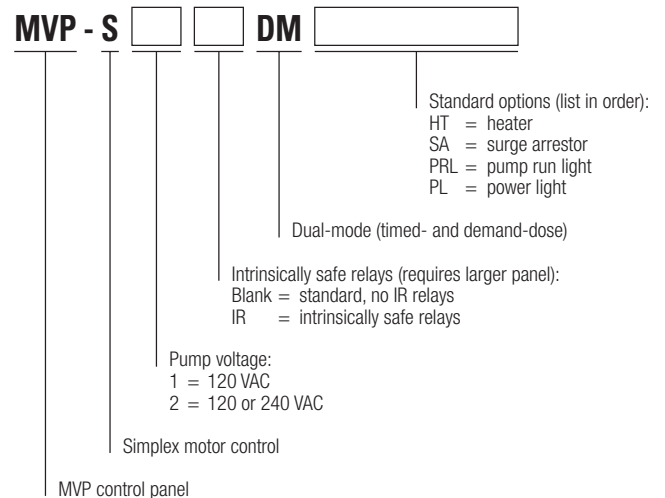 MVP - S DM
Standard options (list in order):
HT = heater
SA = surge arrestor
PRL = pump run light
PL = power light
Dual-mode (timed- and demand-dose)
Intrinsically safe relays (requires larger panel):
Blank = standard, no IR relays
IR = intrinsically safe relays
Pump voltage:
1 = 120 VAC
2 = 120 or 240 VAC
Simplex motor control
MVP control panel